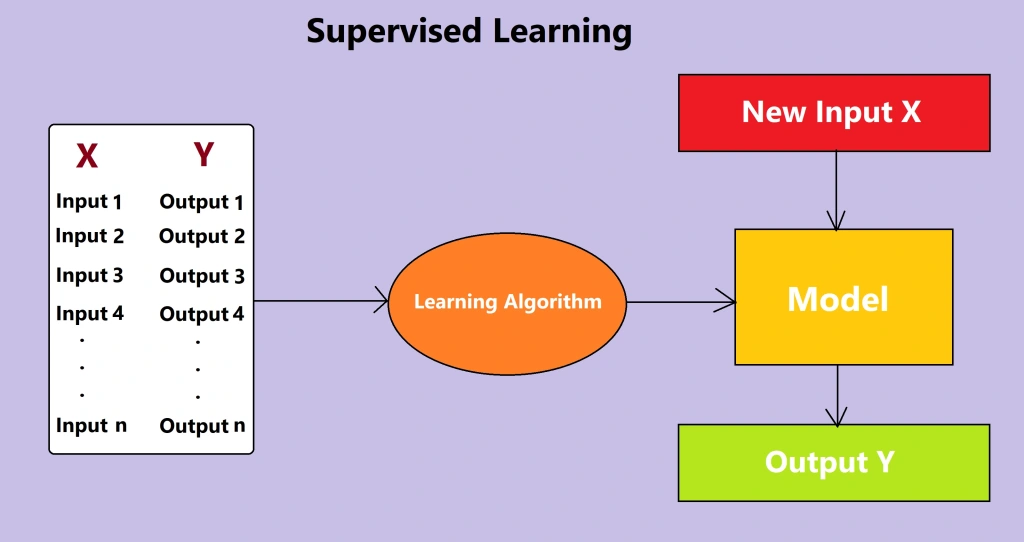 Supervised Learning
X Y
Input 1 Output 1
Input 2 Output 2
Input 3 Output 3
Input 4 Output 4
. .
. .
. .
Input n Output n
Learning Algorithm
New Input X
Model
Output Y